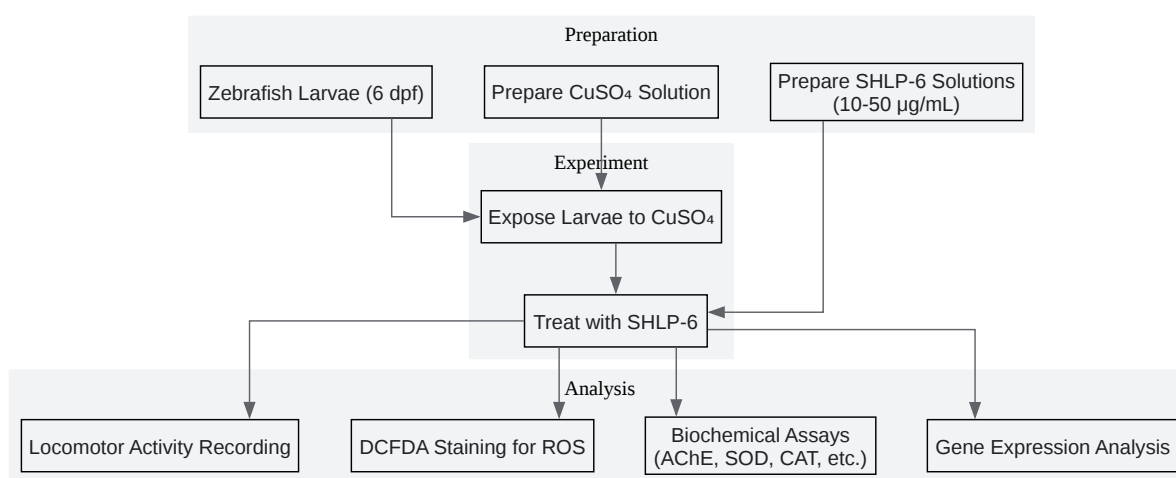 Preparation
Zebrafish Larvae (6 dpf)
Prepare CuSO₄ Solution
Prepare SHLP-6 Solutions
(10-50 µg/mL)
Experiment
Expose Larvae to CuSO₄
Treat with SHLP-6
Analysis
Locomotor Activity Recording
DCFDA Staining for ROS
Biochemical Assays
(AChE, SOD, CAT, etc.)
Gene Expression Analysis